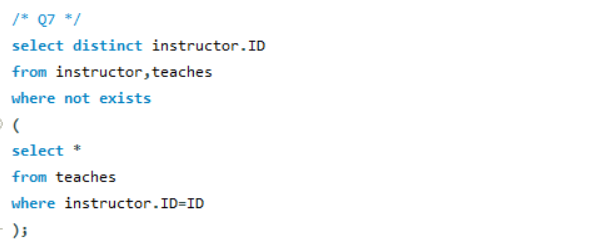 /* Q7 */
select distinct instructor.ID
from instructor,teaches
where not exists
(
select *
from teaches
where instructor.ID=ID
);